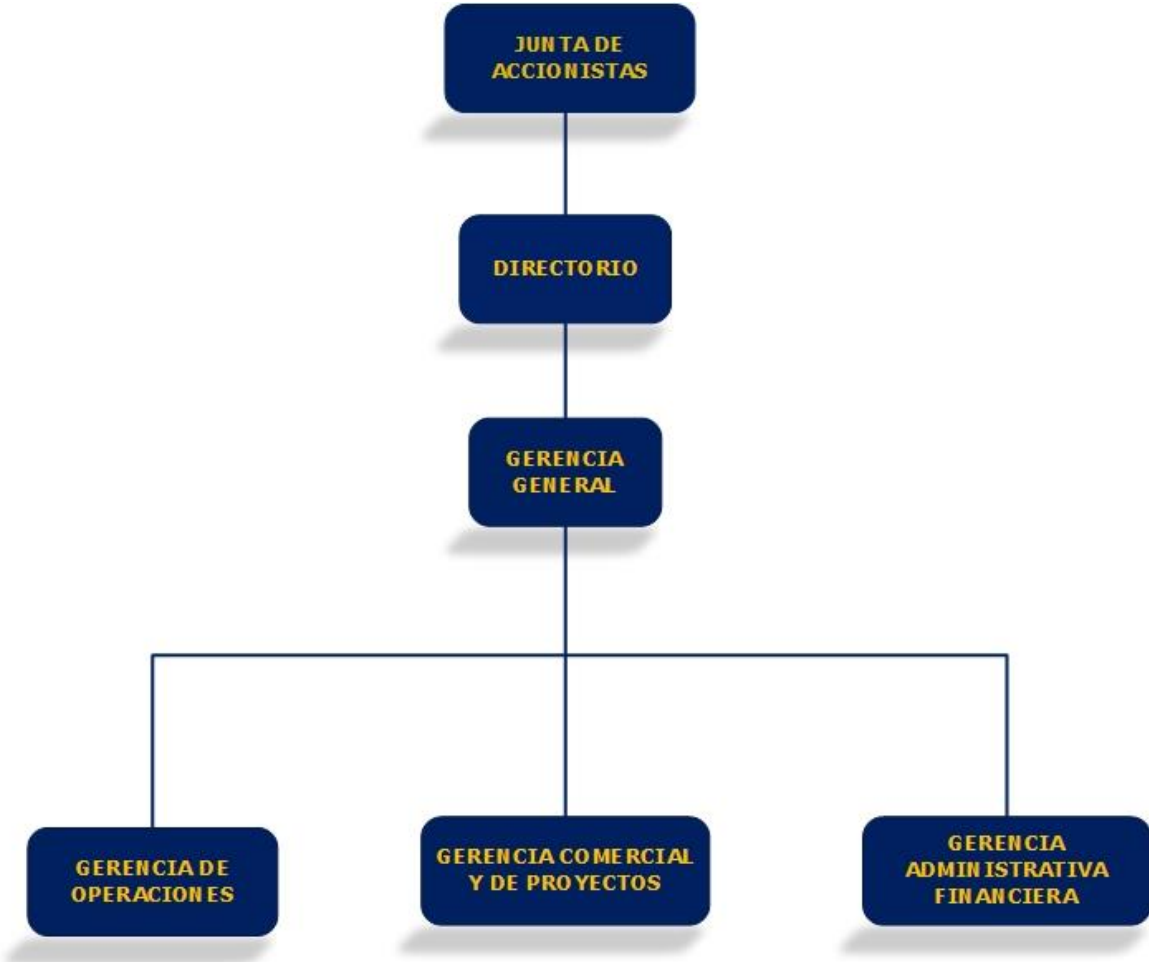 JUNTA DE
ACCIONISTAS
DIRECTORIO
GERENCIA
GENERAL
GERENCIA DE
OPERACIONES
GERENCIA COMERCIAL
Y DE PROYECTOS
GERENCIA
ADMINISTRATIVA
FINANCIERA